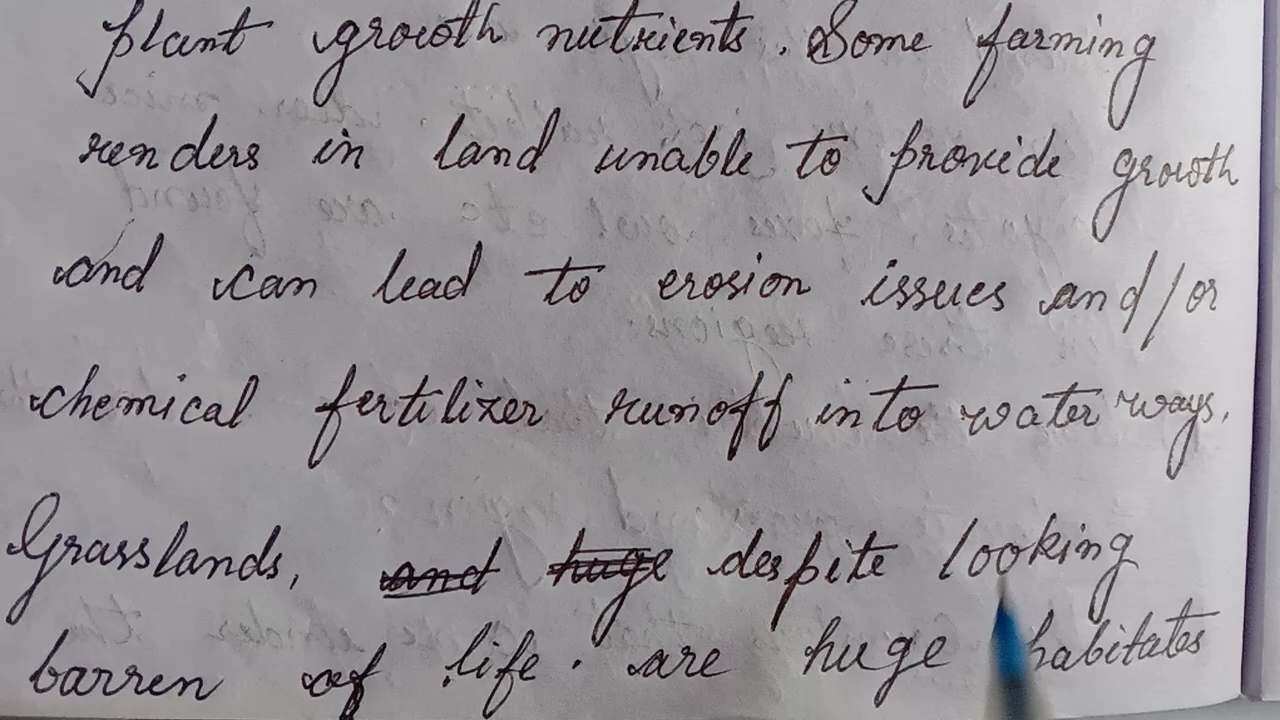 plant growth nutrients. Some farming
renders in land unable to provide growth
and can lead to erosion issues and/or
chemical fertilizer runoff into water ways.
Grasslands, and huge despite looking
barren of life. are huge habitates